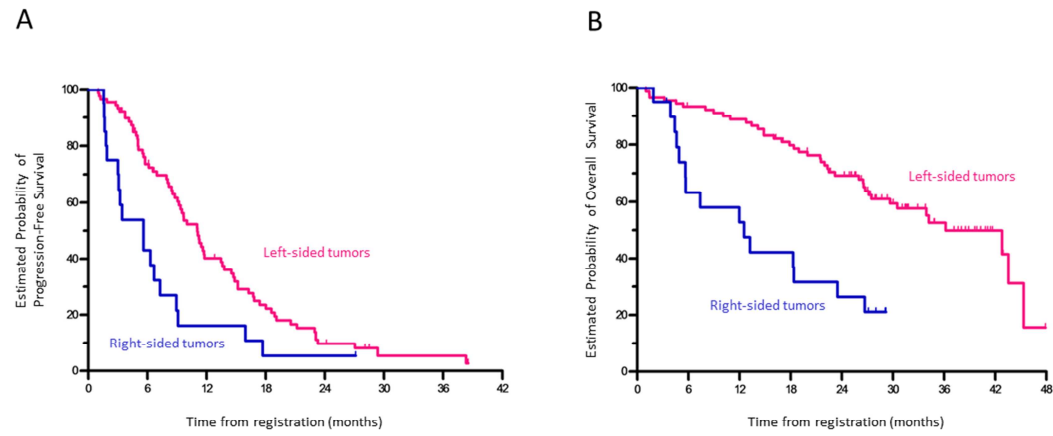 A
Estimated Probability of
Progression-Free Survival
100
80
60
40
20
0
0 6 12 18 24 30 36 42
Left-sided tumors
Right-sided tumors
Time from registration (months)
B
Estimated Probability of Overall Survival
100
80
60
40
20
0
0 6 12 18 24 30 36 42 48
Left-sided tumors
Right-sided tumors
Time from registration (months)